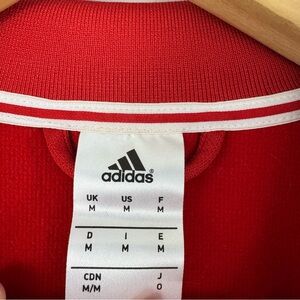 adidas®
UK US F
M M M
D I E
M M M
CDN J
M/M O